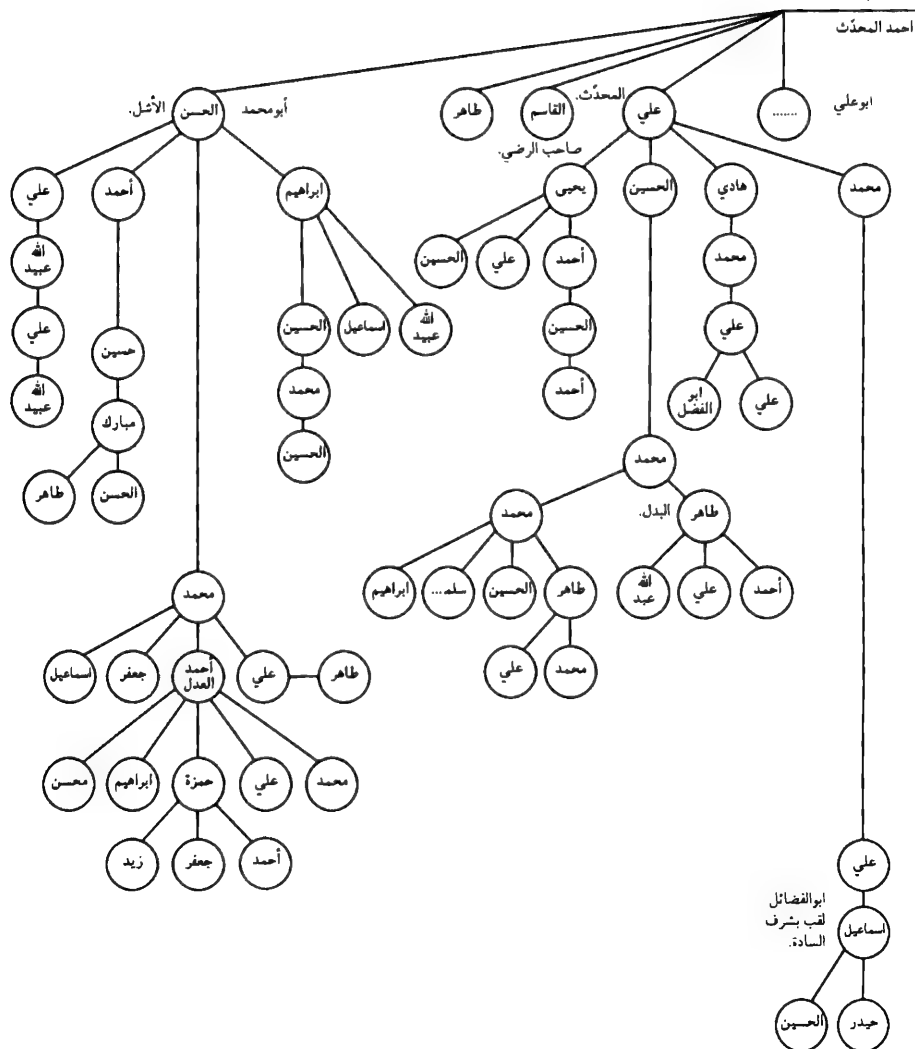 احمد المحدّث
ابوعلي
.......
علي
المحدّث.
القاسم
طاهر
أبومحمد
الحسن
الأشل.
صاحب الرضي.
محمد
هادي
الحسين
يحيى
ابراهيم
أحمد
علي
محمد
أحمد
علي
الحسين
الله
عبيد
علي
الحسين
الله
عبيد
اسماعيل
الحسين
حسين
علي
علي
ابو
الفضل
أحمد
محمد
الله
عبيد
مبارك
محمد
الحسين
الحسن
طاهر
طاهر
البدل.
محمد
أحمد
علي
الله
عبد
طاهر
الحسين
سلمـ...
ابراهيم
محمد
محمد
علي
طاهر
علي
أحمد
العدل
جعفر
اسماعيل
محمد
علي
حمزة
ابراهيم
محسن
أحمد
جعفر
زيد
علي
اسماعيل
ابوالفضائل
لقب بشرف
السادة.
حيدر
الحسين